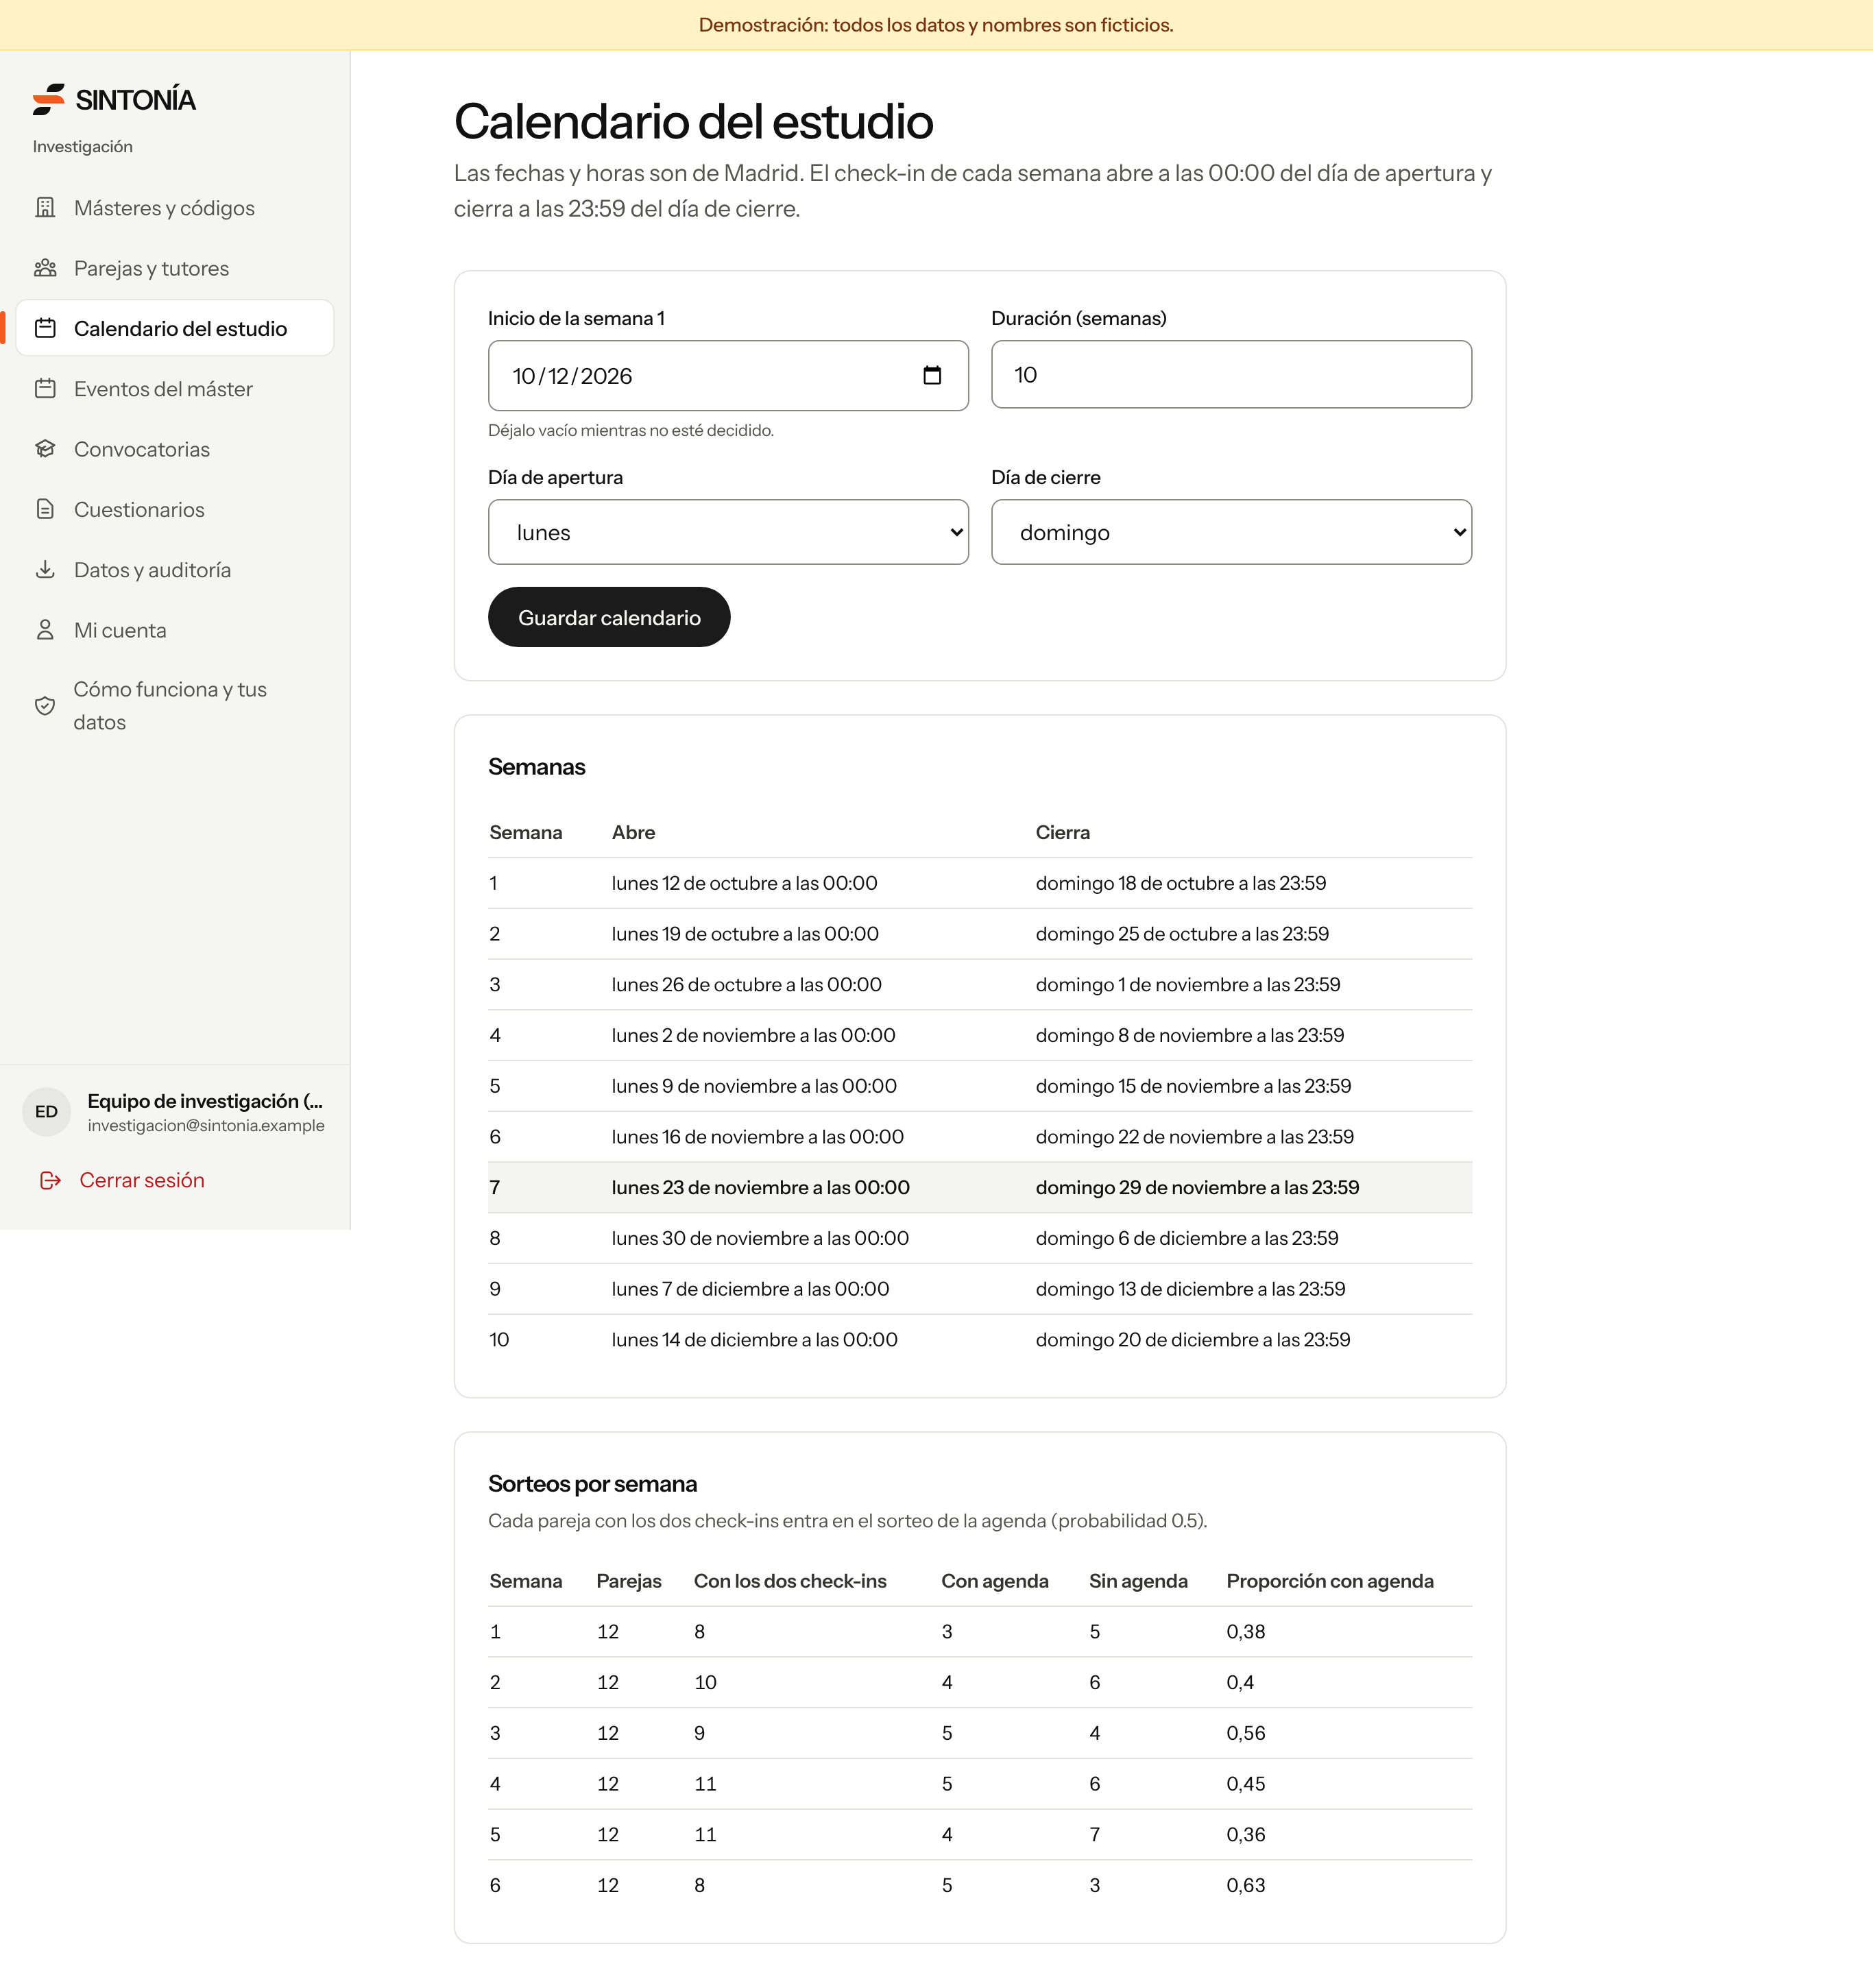 Demostración: todos los datos y nombres son ficticios.
SINTONÍA
Investigación
Másteres y códigos
Parejas y tutores
Calendario del estudio
Eventos del máster
Convocatorias
Cuestionarios
Datos y auditoría
Mi cuenta
Cómo funciona y tus
datos
ED
Equipo de investigación (...
investigacion@sintonia.example
Cerrar sesión
Calendario del estudio
Las fechas y horas son de Madrid. El check-in de cada semana abre a las 00:00 del día de apertura y
cierra a las 23:59 del día de cierre.
Inicio de la semana 1 Duración (semanas)
10/12/2026 10
Déjalo vacío mientras no esté decidido.
Día de apertura Día de cierre
lunes domingo
Guardar calendario
Semanas
Semana Abre Cierra
1 lunes 12 de octubre a las 00:00 domingo 18 de octubre a las 23:59
2 lunes 19 de octubre a las 00:00 domingo 25 de octubre a las 23:59
3 lunes 26 de octubre a las 00:00 domingo 1 de noviembre a las 23:59
4 lunes 2 de noviembre a las 00:00 domingo 8 de noviembre a las 23:59
5 lunes 9 de noviembre a las 00:00 domingo 15 de noviembre a las 23:59
6 lunes 16 de noviembre a las 00:00 domingo 22 de noviembre a las 23:59
7 lunes 23 de noviembre a las 00:00 domingo 29 de noviembre a las 23:59
8 lunes 30 de noviembre a las 00:00 domingo 6 de diciembre a las 23:59
9 lunes 7 de diciembre a las 00:00 domingo 13 de diciembre a las 23:59
10 lunes 14 de diciembre a las 00:00 domingo 20 de diciembre a las 23:59
Sorteos por semana
Cada pareja con los dos check-ins entra en el sorteo de la agenda (probabilidad 0.5).
Semana Parejas Con los dos check-ins Con agenda Sin agenda Proporción con agenda
1 12 8 3 5 0,38
2 12 10 4 6 0,4
3 12 9 5 4 0,56
4 12 11 5 6 0,45
5 12 11 4 7 0,36
6 12 8 5 3 0,63